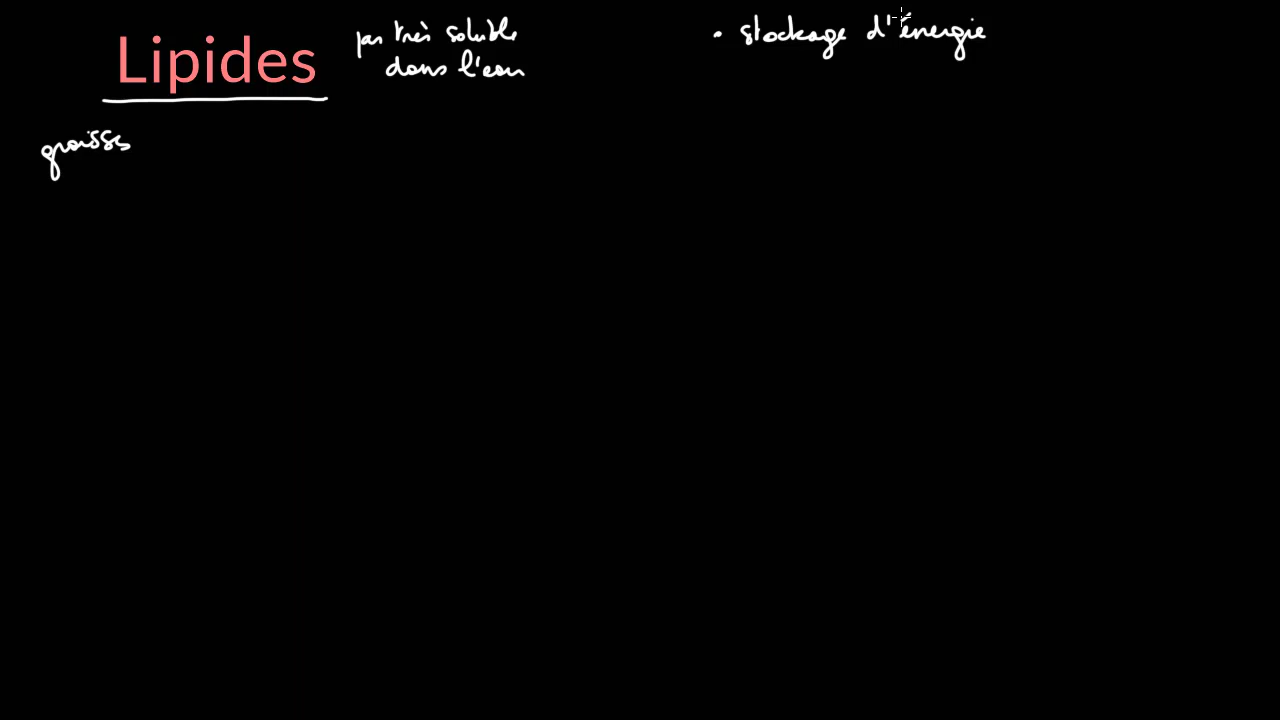 Lipides
pas très soluble
dans l'eau
• stockage d'énergie
graisses